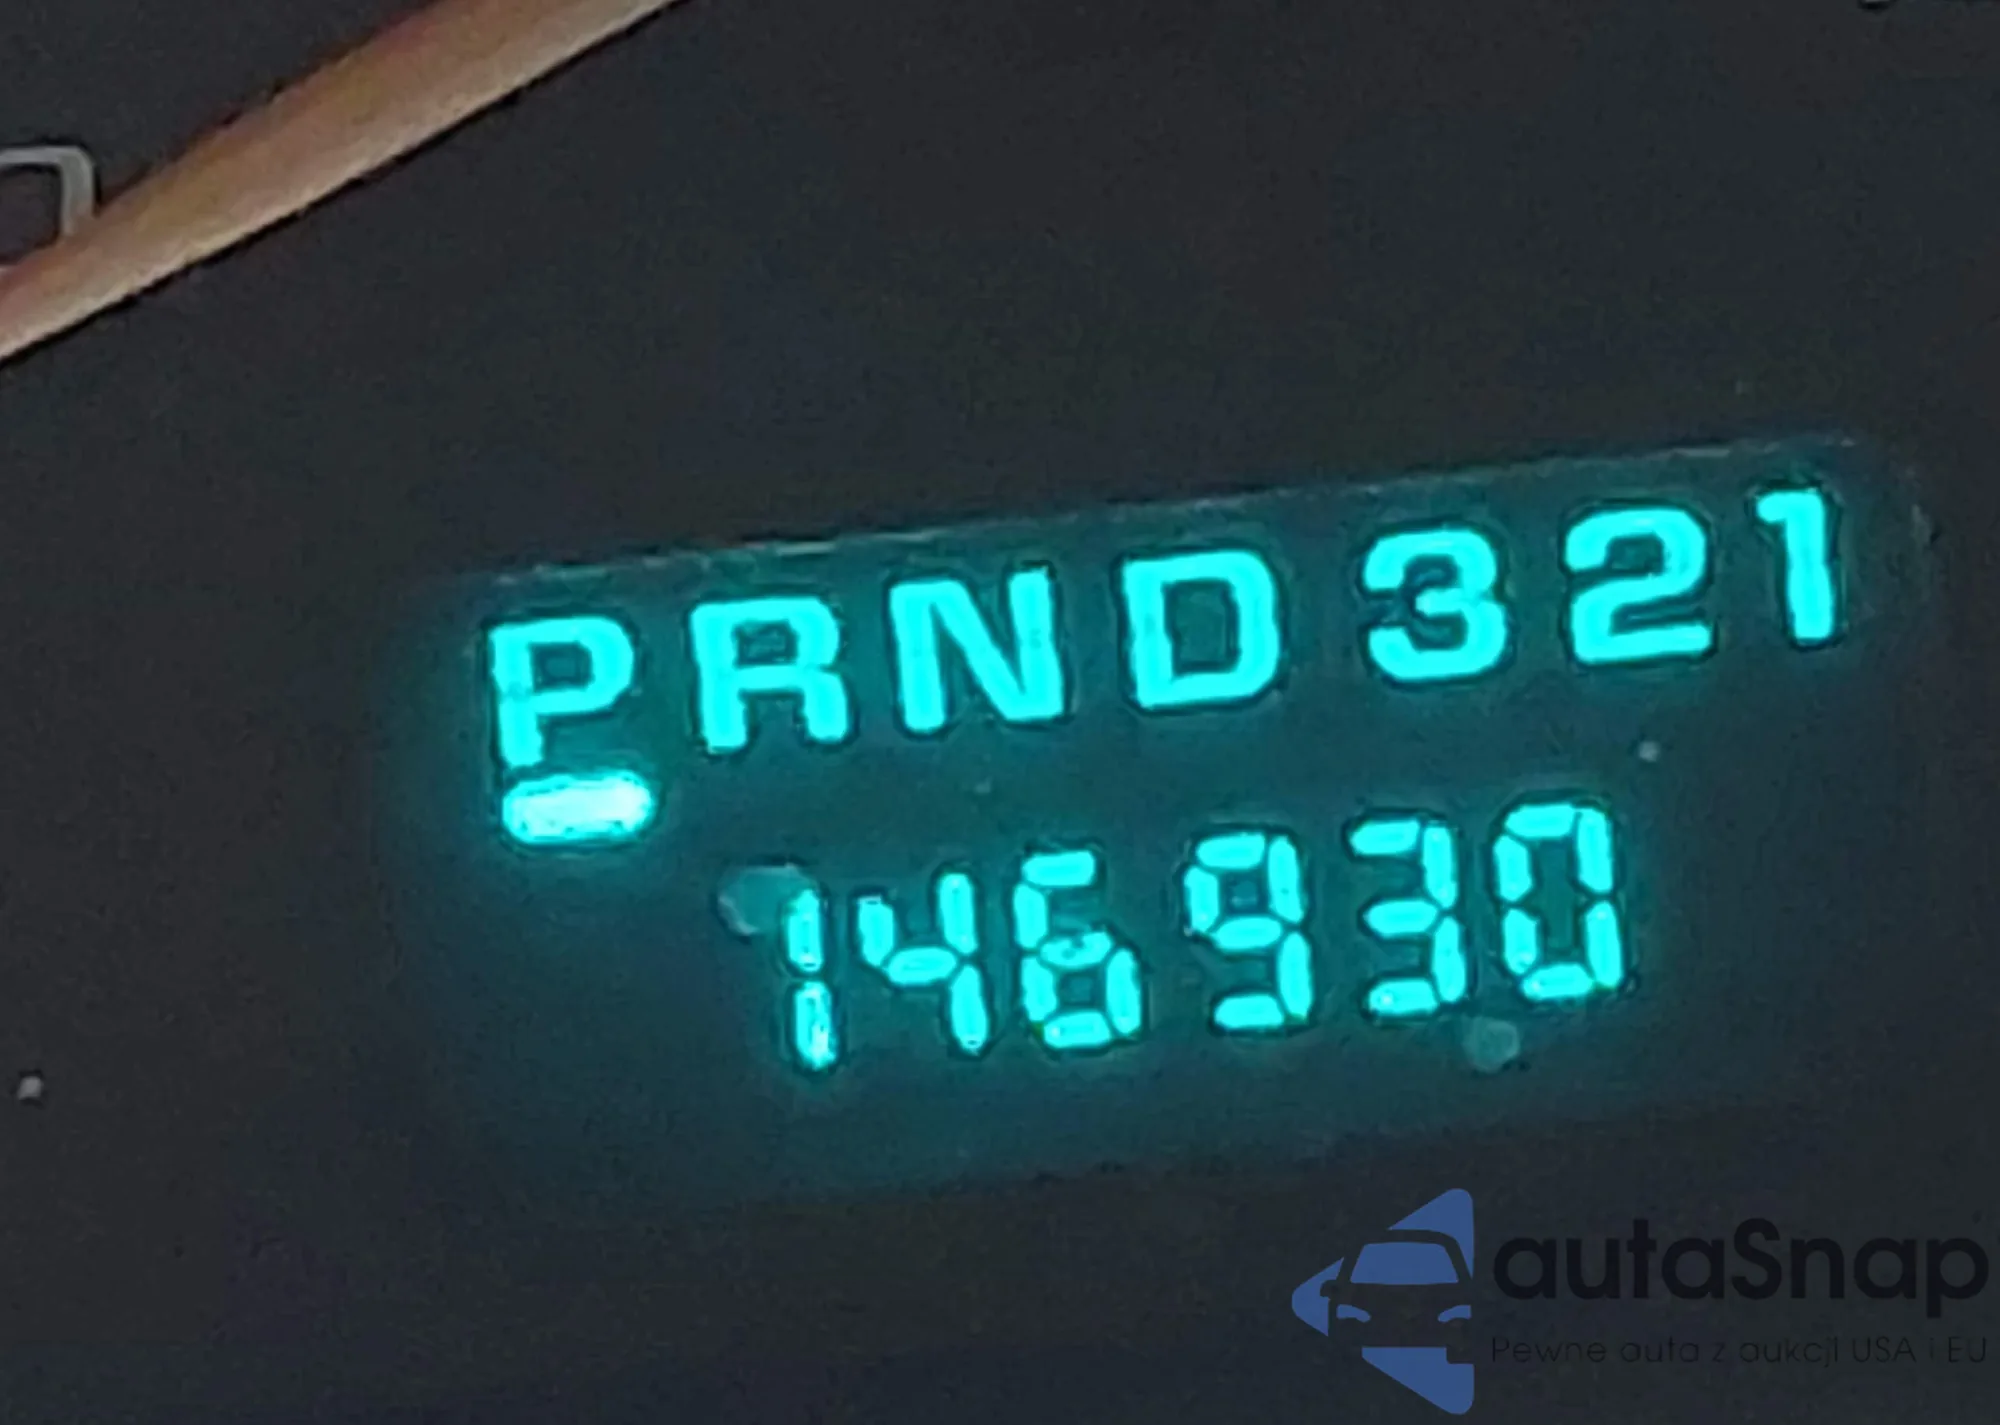 PRND321
146930
autaSnap
Pewne auta z aukcji USA i EU